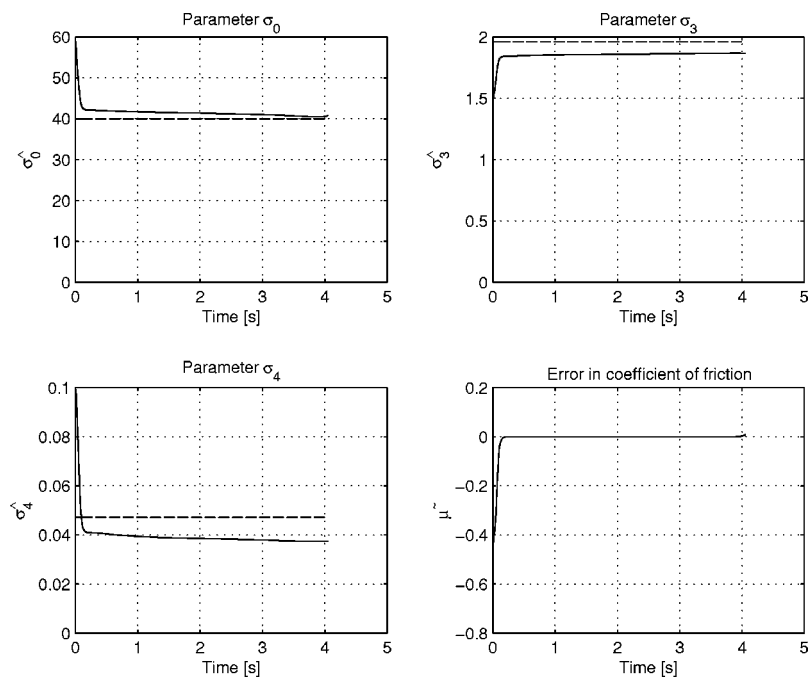 Parameter σ₀
60
50
40
30
20
10
0
σ̂₀
0 1 2 3 4 5
Time [s]
Parameter σ₃
2
1.5
1
0.5
0
σ̂₃
0 1 2 3 4 5
Time [s]
Parameter σ₄
0.1
0.08
0.06
0.04
0.02
0
σ̂₄
0 1 2 3 4 5
Time [s]
Error in coefficient of friction
0.2
0
−0.2
−0.4
−0.6
−0.8
μ̃
0 1 2 3 4 5
Time [s]